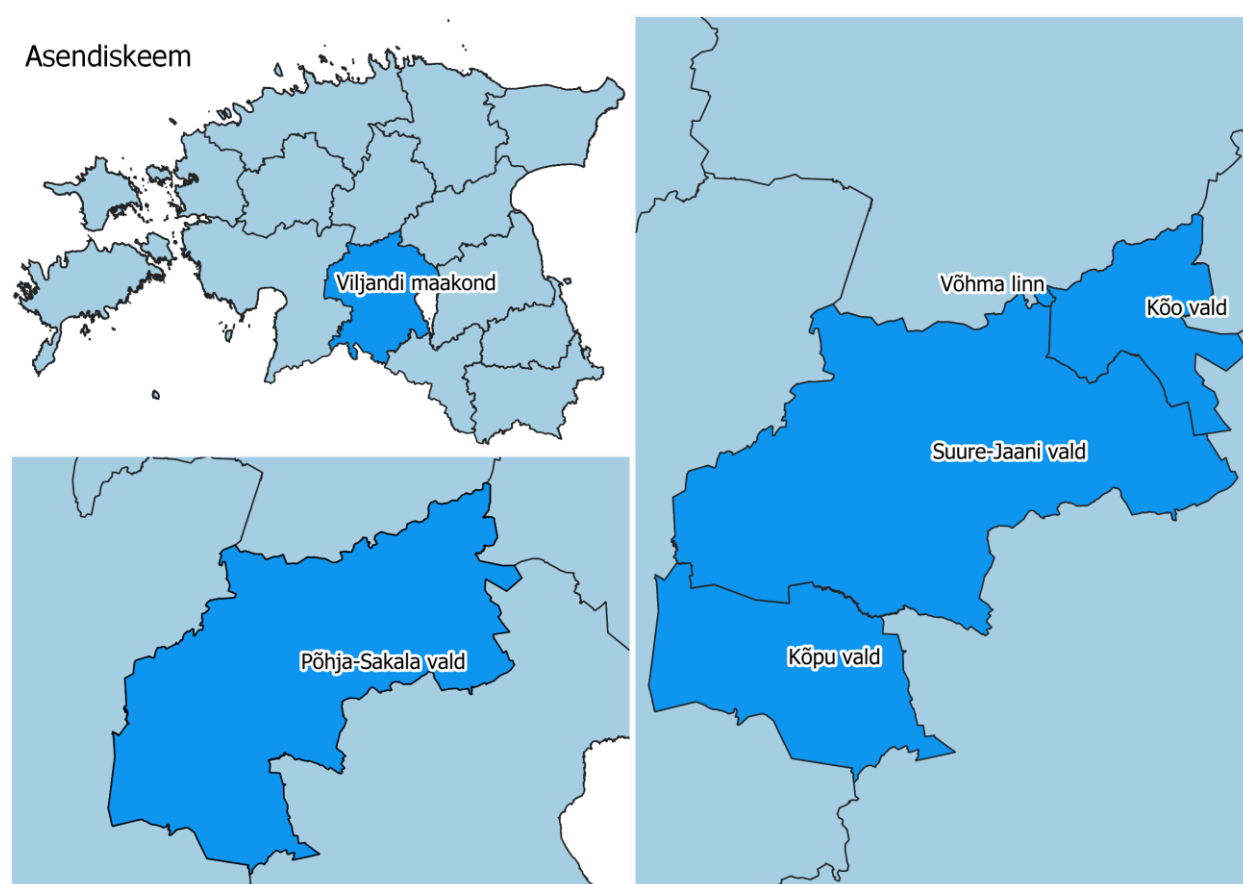 Asendiskeem
Viljandi maakond
Põhja-Sakala vald
Võhma linn
Kõo vald
Suure-Jaani vald
Kõpu vald